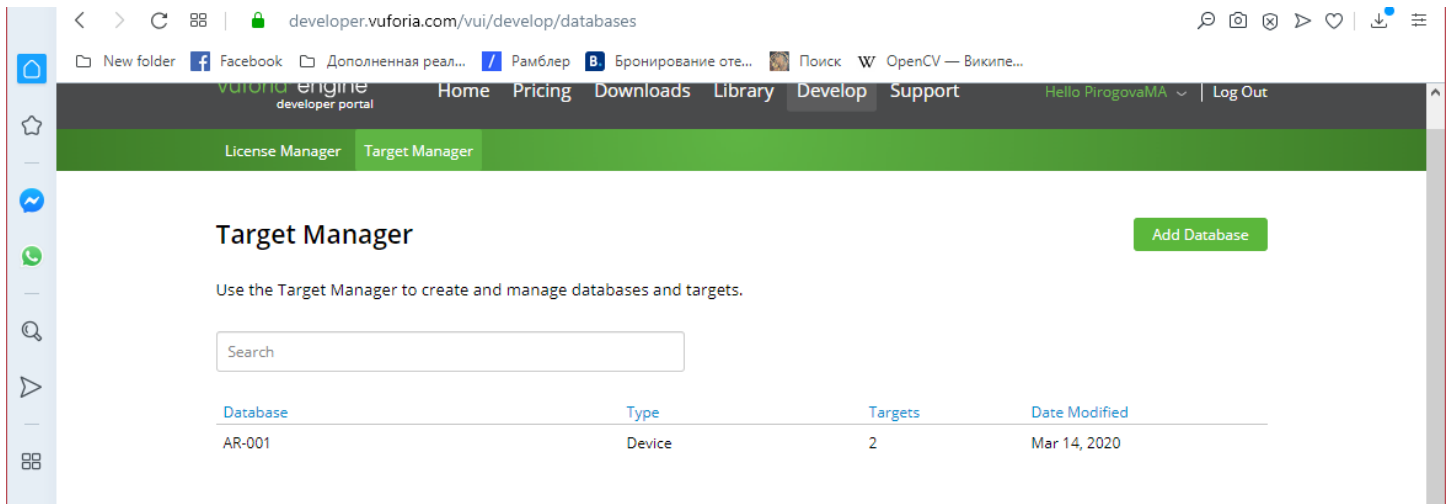 developer.vuforia.com/vui/develop/databases
New folder Facebook Дополненная реал... Рамблер B. Бронирование оте... Поиск W OpenCV — Википе...
vuforia engine
developer portal
Home Pricing Downloads Library Develop Support Hello PirogovaMA | Log Out
License Manager Target Manager
Target Manager
Add Database
Use the Target Manager to create and manage databases and targets.
Search
Database Type Targets Date Modified
AR-001 Device 2 Mar 14, 2020